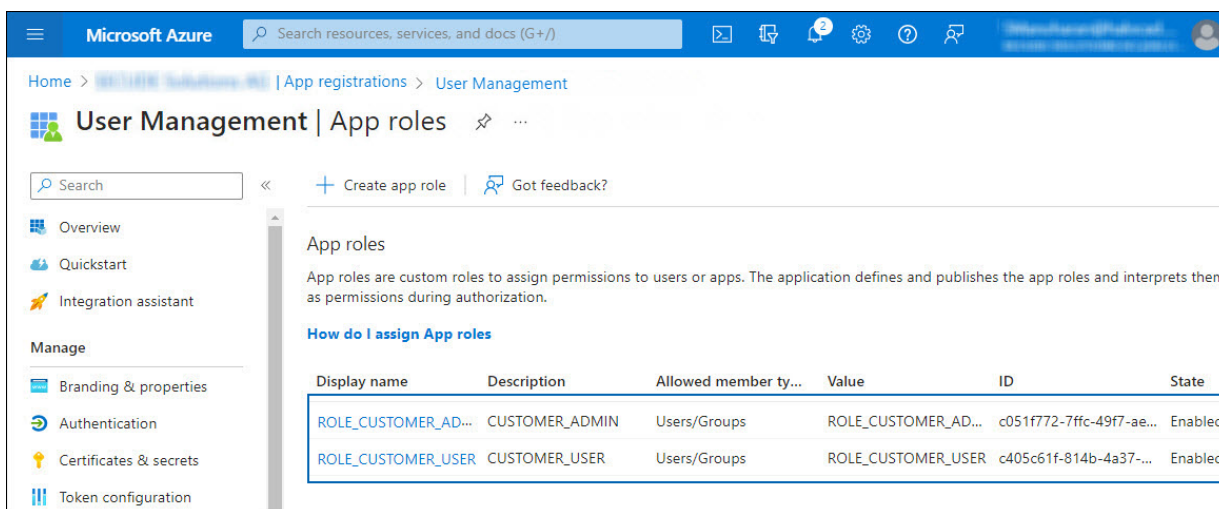 Microsoft Azure
Search resources, services, and docs (G+/)
2
Home > | App registrations > User Management
User Management | App roles ...
Search
«
Create app role
Got feedback?
Overview
Quickstart
Integration assistant
Manage
Branding & properties
Authentication
Certificates & secrets
Token configuration
App roles
App roles are custom roles to assign permissions to users or apps. The application defines and publishes the app roles and interprets them
as permissions during authorization.
How do I assign App roles
Display name Description Allowed member ty... Value ID State
ROLE_CUSTOMER_AD... CUSTOMER_ADMIN Users/Groups ROLE_CUSTOMER_AD... c051f772-7ffc-49f7-ae... Enabled
ROLE_CUSTOMER_USER CUSTOMER_USER Users/Groups ROLE_CUSTOMER_USER c405c61f-814b-4a37-... Enabled